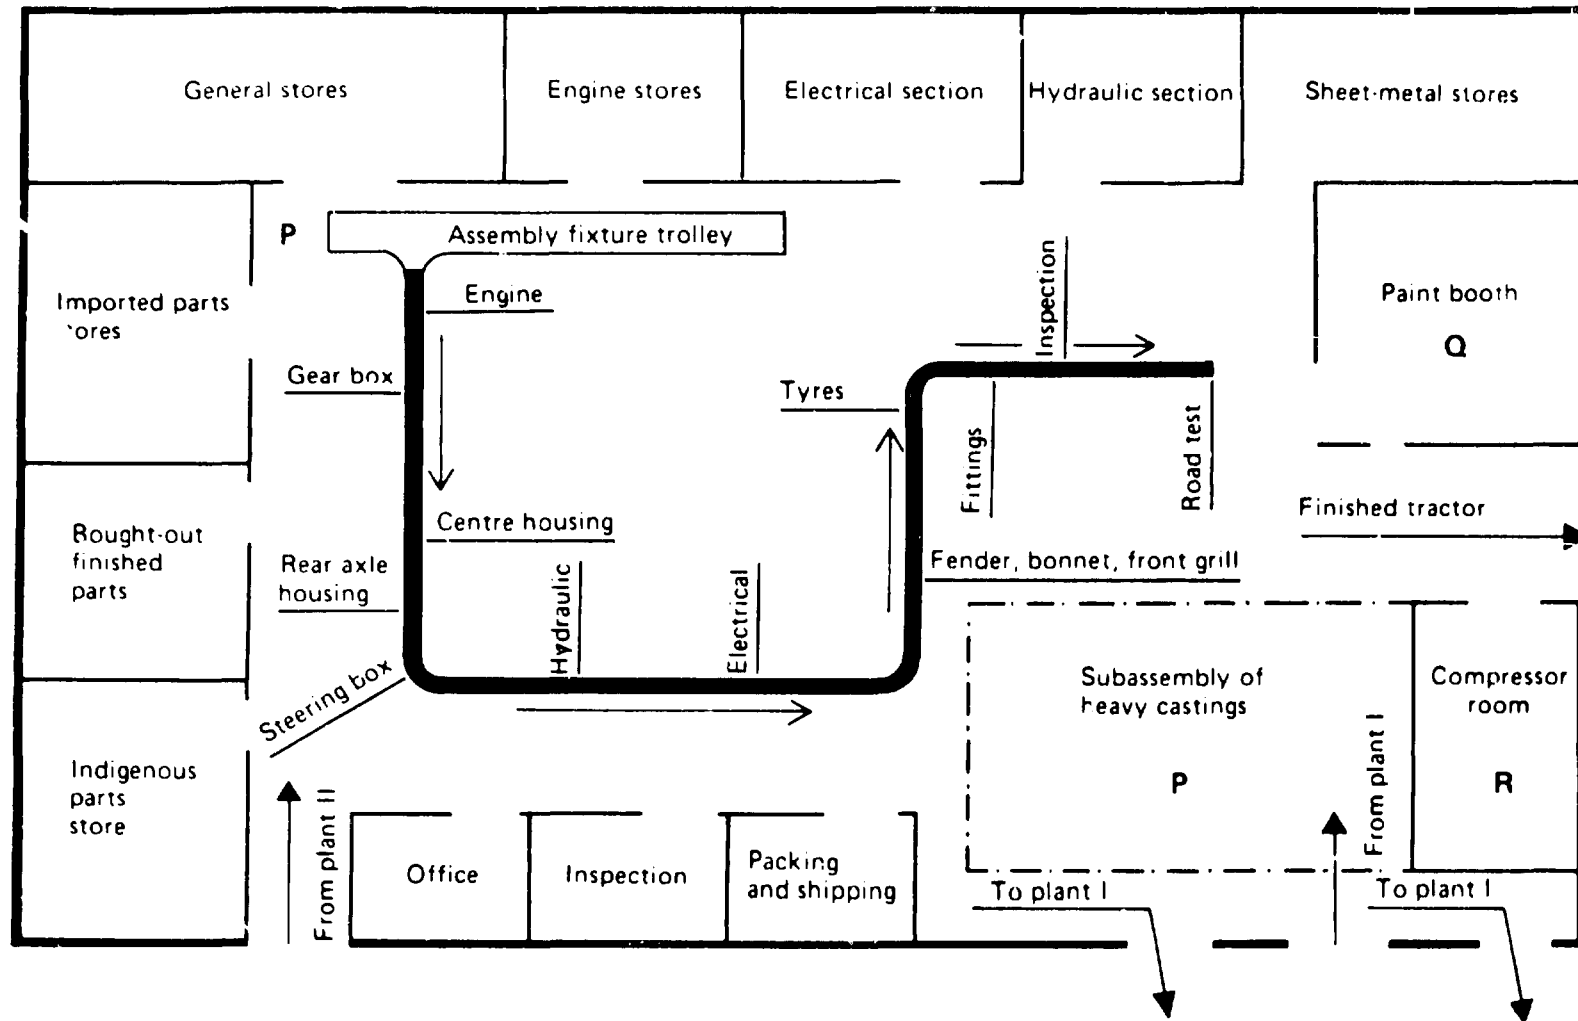 General stores
Engine stores
Electrical section
Hydraulic section
Sheet-metal stores
P
Assembly fixture trolley
Imported parts
Engine
Inspection
Paint booth
Q
Gear box
Tyres
Fittings
Road test
Finished tractor
Centre housing
Bought-out
finished
parts
Rear axle
housing
Hydraulic
Electrical
Fender, bonnet, front grill
Steering box
Subassembly of
heavy castings
P
Compressor
room
R
Indigenous
parts
store
From plant II
From plant I
Office
Inspection
Packing
and shipping
To plant I
To plant I